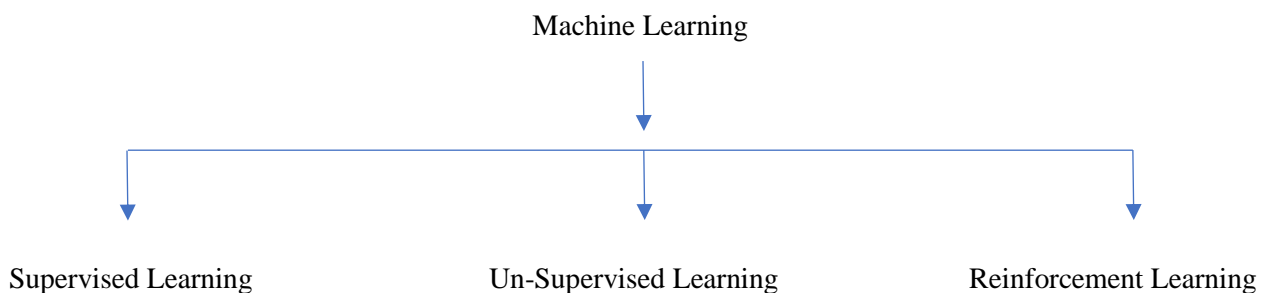 Machine Learning
Supervised Learning
Un-Supervised Learning
Reinforcement Learning